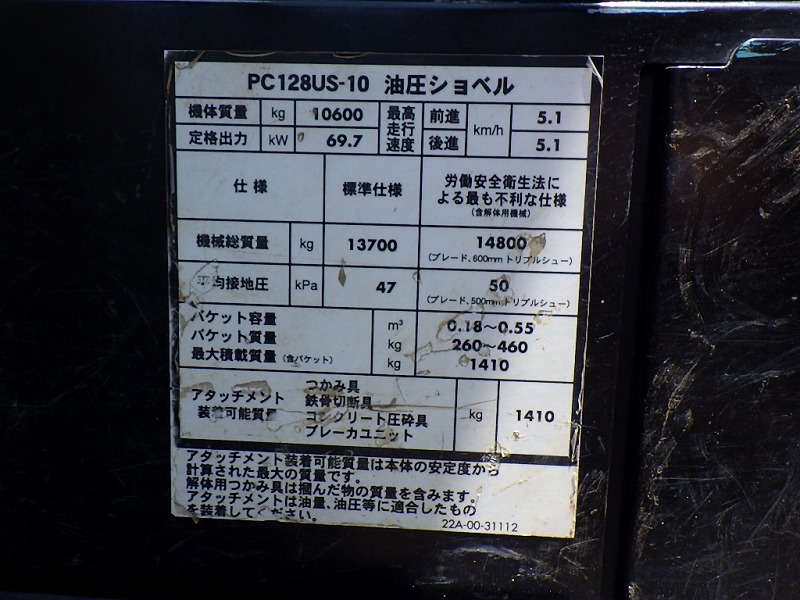 PC128US-10 油圧ショベル
機体質量 kg 10600 最高走行速度 前進 km/h 5.1
定格出力 kW 69.7 後進 5.1
仕様 標準仕様 労働安全衛生法による最も不利な仕様
(含解体用機械)
機械総質量 kg 13700 14800
(ブレード、600mm トリプルシュー)
平均接地圧 kPa 47 50
(ブレード、500mm トリプルシュー)
バケット容量 m³ 0.18〜0.55
バケット質量 kg 260〜460
最大積載質量 (含バケット) kg 1410
アタッチメント装着可能質量 つかみ具 kg 1410
鉄骨切断具
コンクリート圧砕具
ブレーカユニット
アタッチメント装着可能質量は本体の安定度から
計算された最大の質量です。
解体用つかみ具は掴んだ物の質量を含みます。
アタッチメントは油量、油圧等に適合したもの
を装着してください。
22A-00-31112